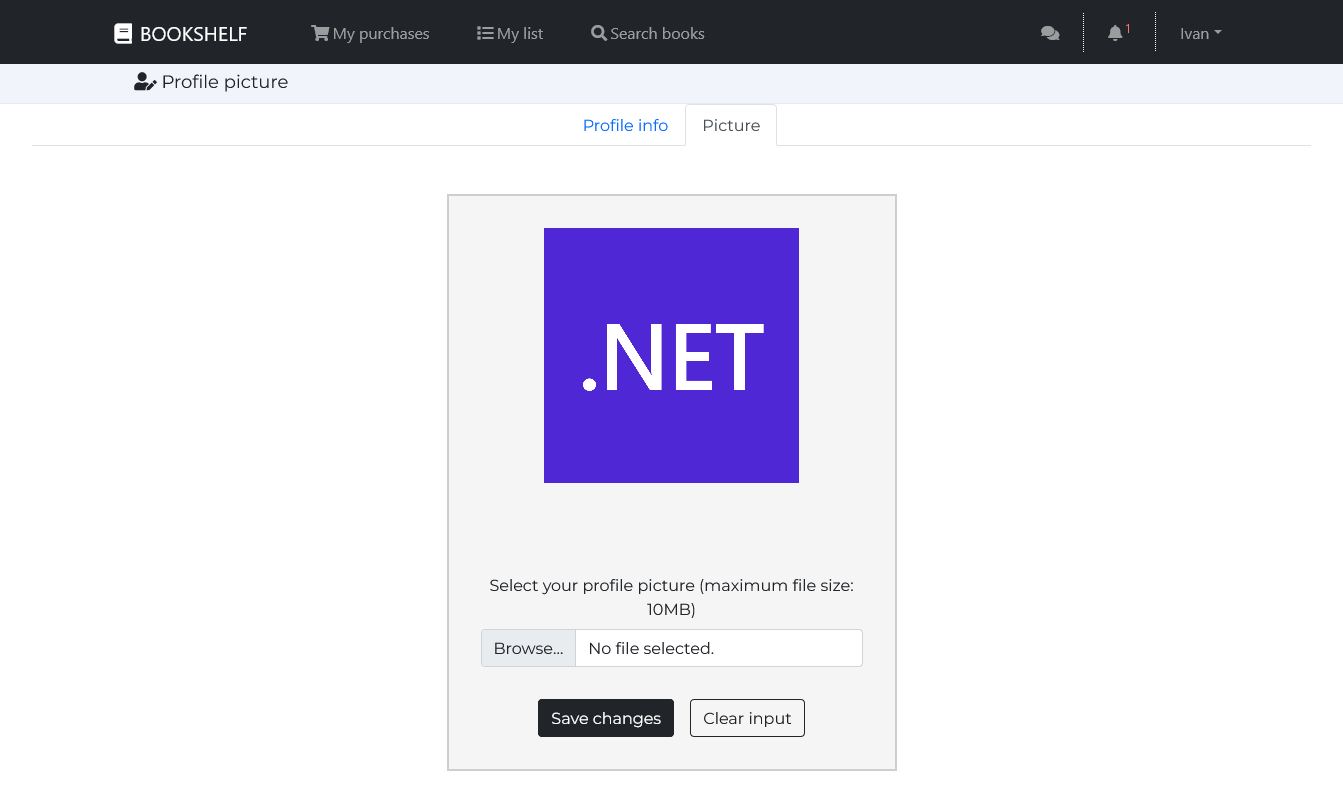 BOOKSHELF My purchases My list Search books 1 Ivan
Profile picture
Profile info Picture
.NET
Select your profile picture (maximum file size:
10MB)
Browse... No file selected.
Save changes Clear input